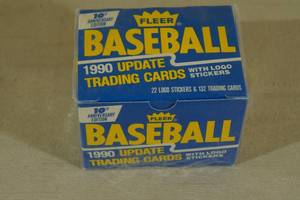 10th
ANNIVERSARY
EDITION
FLEER
BASEBALL
1990 UPDATE
TRADING CARDS
WITH LOGO
STICKERS
22 LOGO STICKERS & 132 TRADING CARDS
10th
ANNIVERSARY
EDITION
FLEER
BASEBALL
1990 UPDATE
TRADING CARDS
WITH LOGO
STICKERS